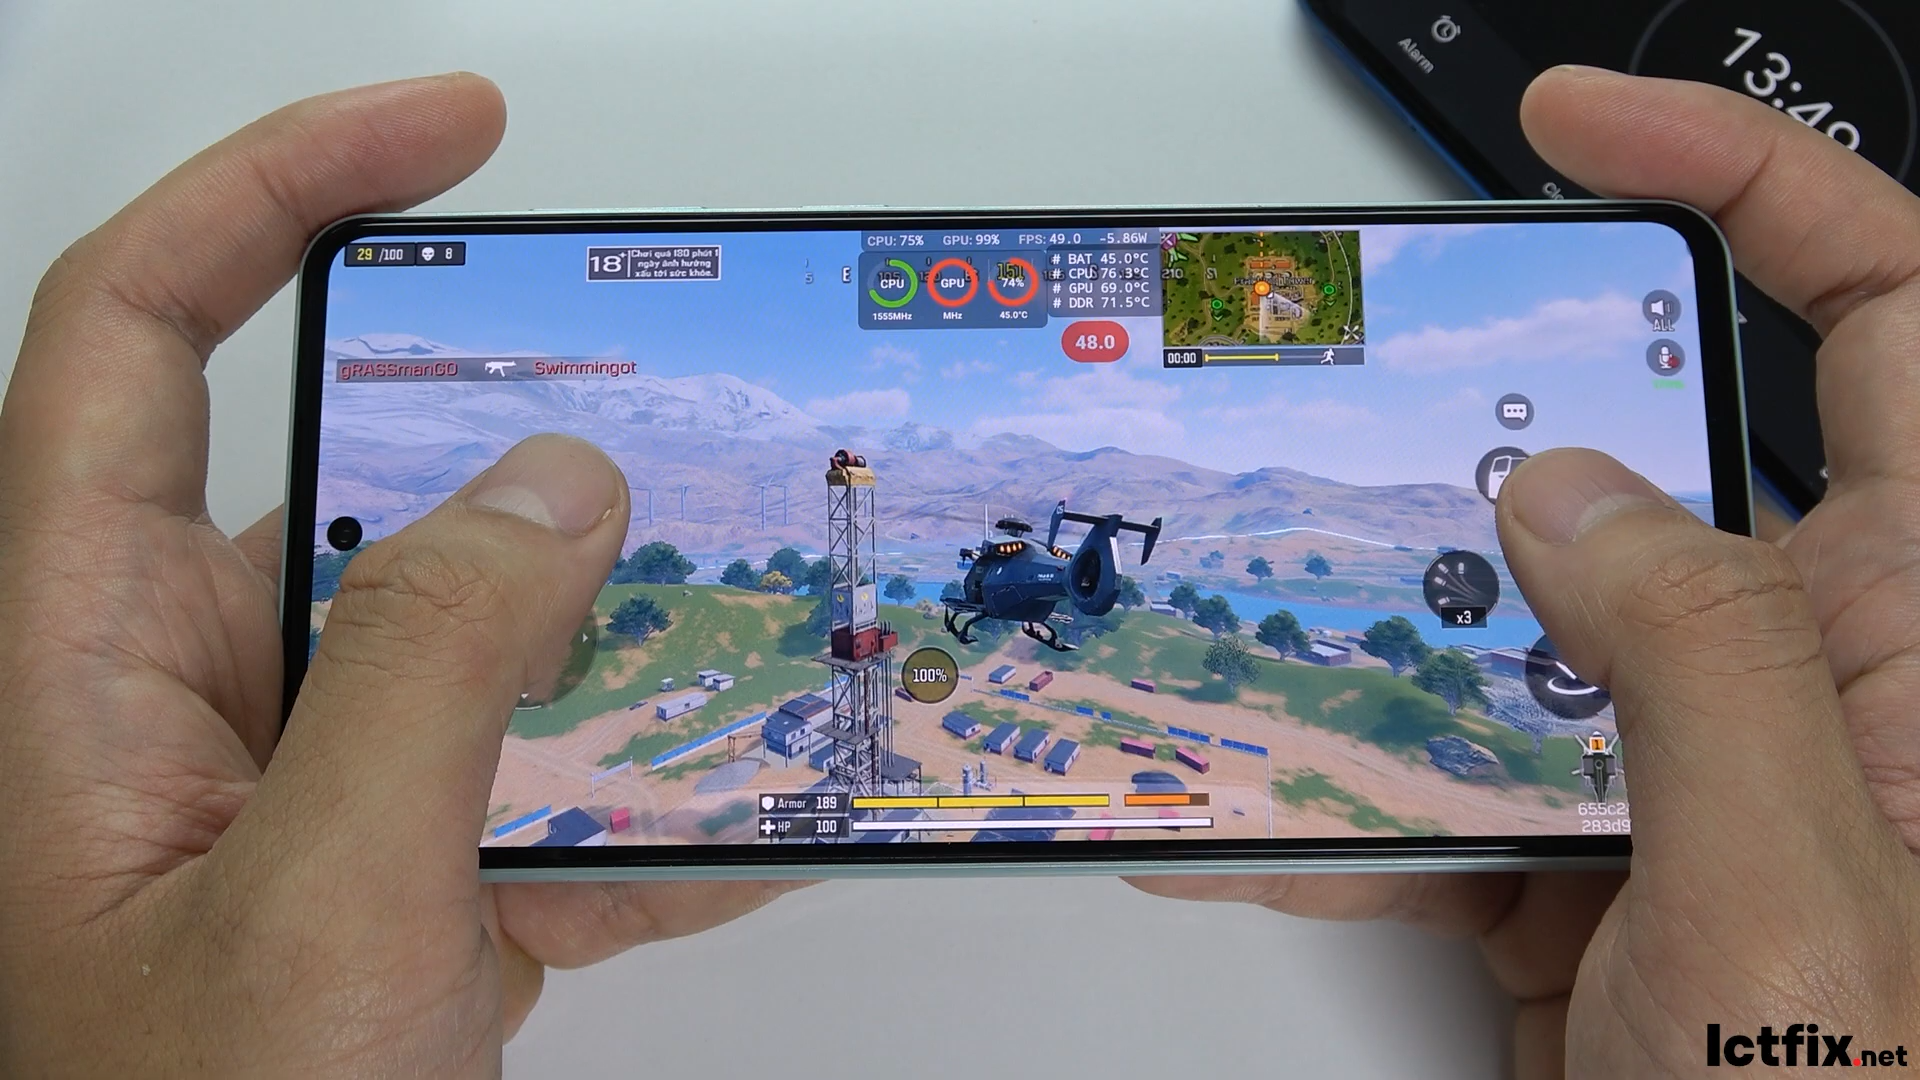 Alarm
13:49
29 /100 8
18+
Chơi quá 180 phút 1
ngày ảnh hưởng
xấu tới sức khỏe.
CPU: 75% GPU: 99% FPS: 49.0 -5.86W
CPU
GPU
74%
1555MHz
MHz
45.0°C
# BAT 45.0°C
# CPU 76.3°C
# GPU 69.0°C
# DDR 71.5°C
48.0
E
210
00:00
ALL
gRASSmanGO Swimmingot
x3
100%
1
Armor 189
HP 100
655c2
283d9
Ictfix.net